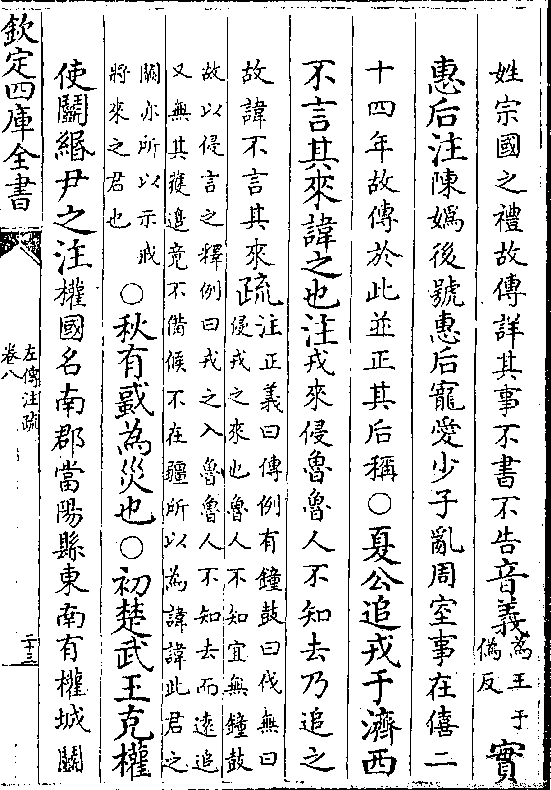 姓宗國之禮故傳詳其事不書不告音義為王于偽反實
惠后注陳媯後號惠后寵愛少子亂周室事在僖二
十四年故傳於此並正其后稱○夏公追戎于濟西
不言其來諱之也注戎來侵魯魯人不知去乃追之
故諱不言其來疏注正義曰傳例有鐘鼓曰伐無曰
侵戎之來也魯人不知宜無鐘鼓
故以侵言之釋例曰戎之入魯魯人不知去而遠追
又無其獲邉竟不備候不在疆所以為諱諱此君之
闕亦所以示戒
將來之君也○秋有蜮為災也○初楚武王克權
使鬬緡尹之注權國名南郡當陽縣東南有權城鬬
欽定四庫全書
左傳注疏
卷八
二十三